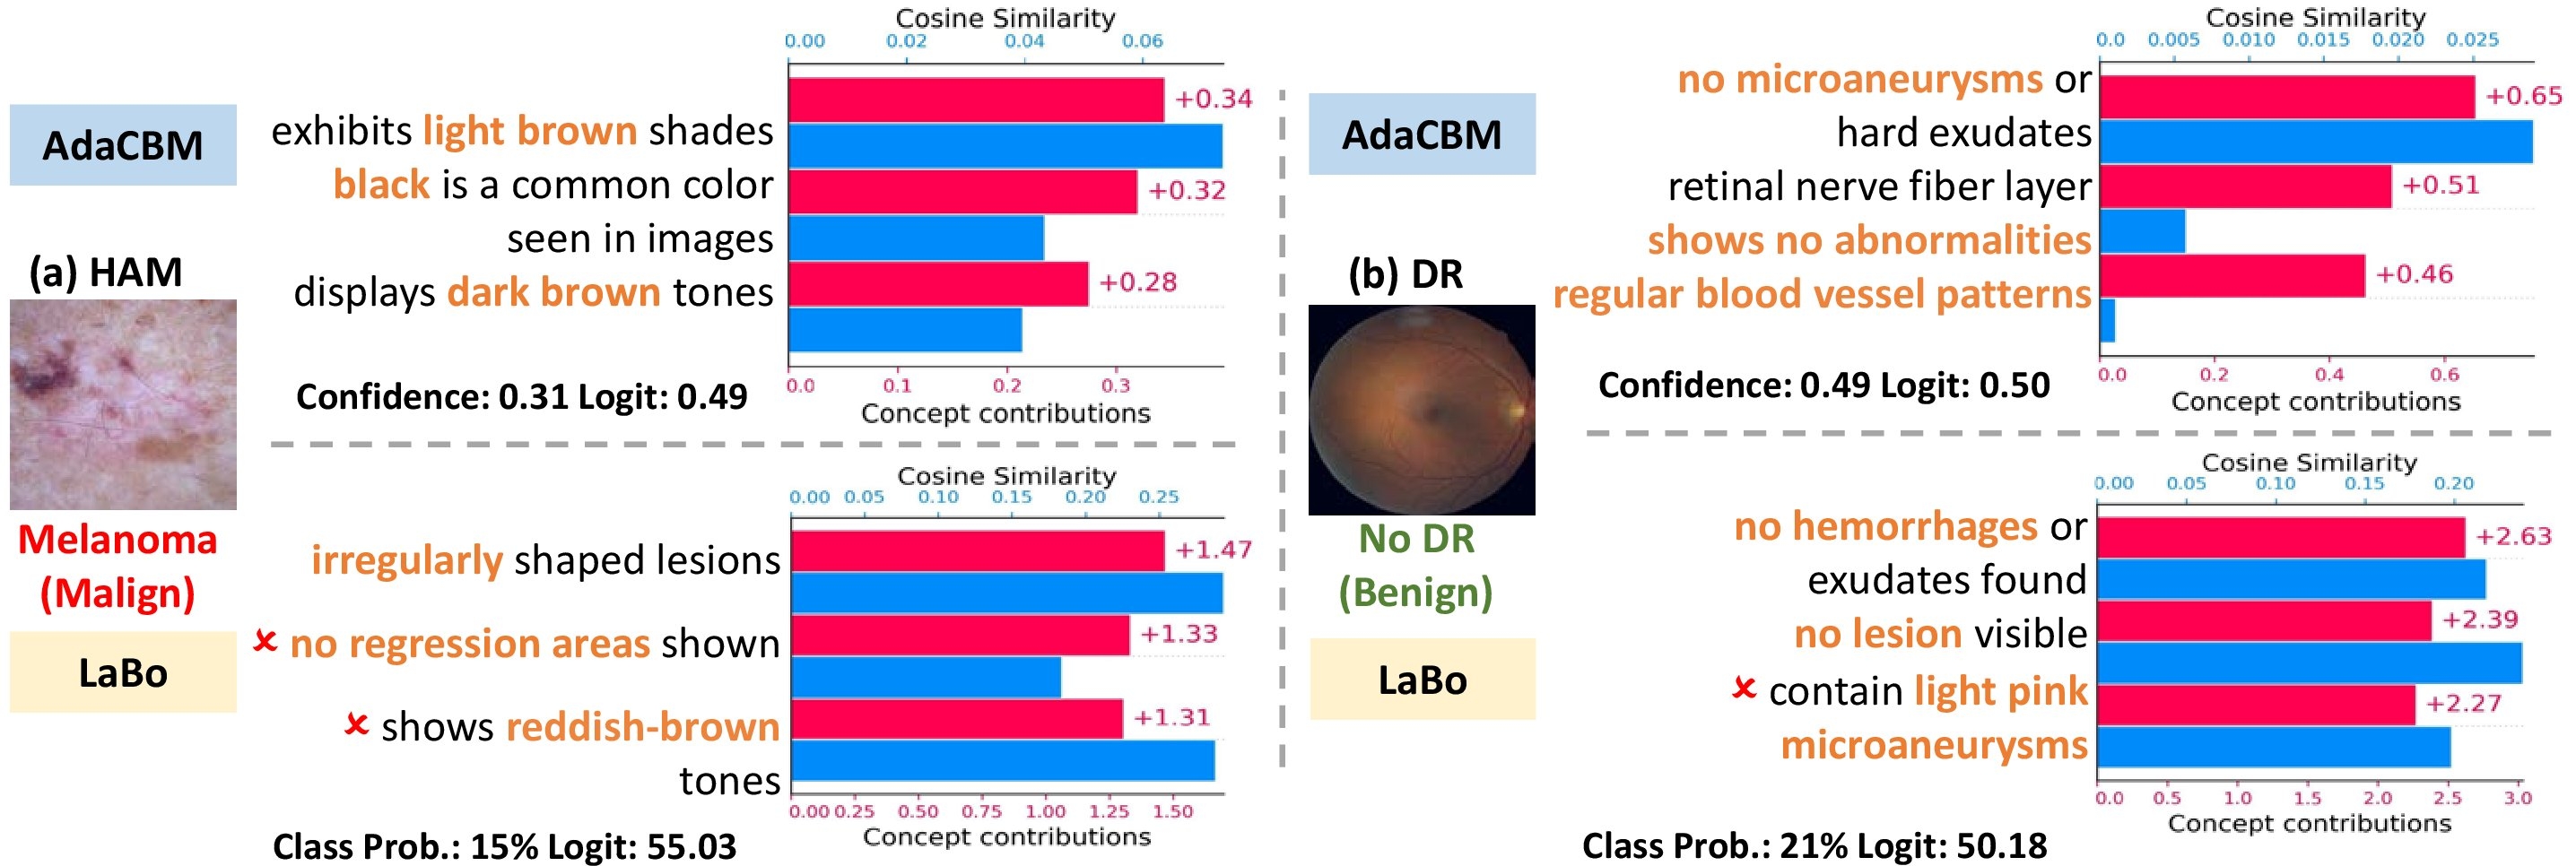 AdaCBM
(a) HAM
Melanoma
(Malign)
LaBo
Cosine Similarity
0.00 0.02 0.04 0.06
exhibits light brown shades
black is a common color
seen in images
displays dark brown tones
+0.34
+0.32
+0.28
0.0 0.1 0.2 0.3
Concept contributions
Confidence: 0.31 Logit: 0.49
Cosine Similarity
0.00 0.05 0.10 0.15 0.20 0.25
irregularly shaped lesions
✘ no regression areas shown
✘ shows reddish-brown
tones
+1.47
+1.33
+1.31
0.00 0.25 0.50 0.75 1.00 1.25 1.50
Concept contributions
Class Prob.: 15% Logit: 55.03
AdaCBM
(b) DR
No DR
(Benign)
LaBo
Cosine Similarity
0.0 0.005 0.010 0.015 0.020 0.025
no microaneurysms or
hard exudates
retinal nerve fiber layer
shows no abnormalities
regular blood vessel patterns
+0.65
+0.51
+0.46
0.0 0.2 0.4 0.6
Concept contributions
Confidence: 0.49 Logit: 0.50
Cosine Similarity
0.00 0.05 0.10 0.15 0.20
no hemorrhages or
exudates found
no lesion visible
✘ contain light pink
microaneurysms
+2.63
+2.39
+2.27
0.0 0.5 1.0 1.5 2.0 2.5 3.0
Concept contributions
Class Prob.: 21% Logit: 50.18